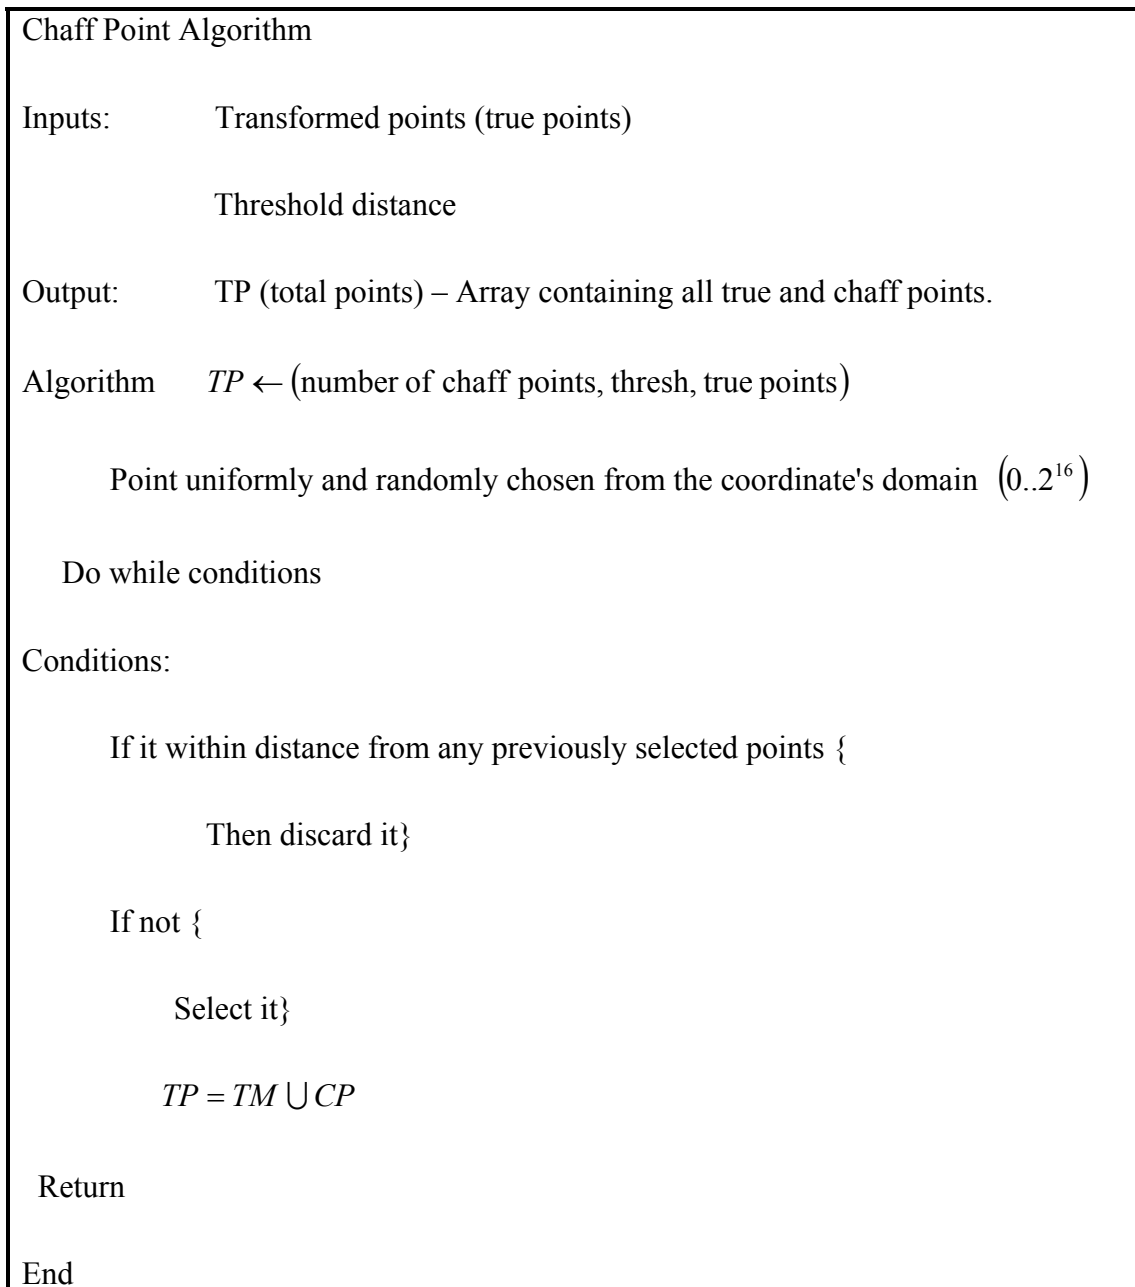 Chaff Point Algorithm
Inputs: Transformed points (true points)
Threshold distance
Output: TP (total points) – Array containing all true and chaff points.
Algorithm TP ← (number of chaff points, thresh, true points)
Point uniformly and randomly chosen from the coordinate's domain (0..2¹⁶)
Do while conditions
Conditions:
If it within distance from any previously selected points {
Then discard it}
If not {
Select it}
TP = TM ∪ CP
Return
End